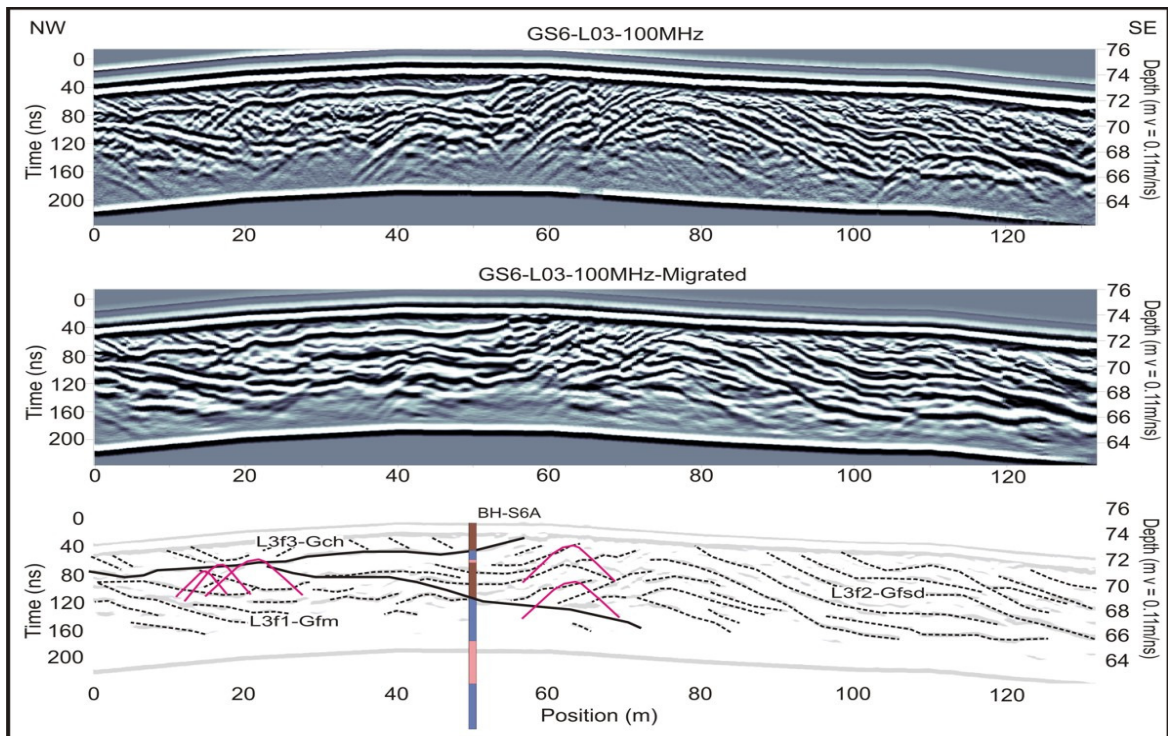 NW GS6-L03-100MHz SE
0
40
80
120
160
200
Time (ns)
76
74
72
70
68
66
64
Depth (m v = 0.11m/ns)
0 20 40 60 80 100 120
GS6-L03-100MHz-Migrated
0
40
80
120
160
200
Time (ns)
76
74
72
70
68
66
64
Depth (m v = 0.11m/ns)
0 20 40 60 80 100 120
BH-S6A
0
40
80
120
160
200
Time (ns)
L3f3-Gch
L3f2-Gfsd
L3f1-Gfm
76
74
72
70
68
66
64
Depth (m v = 0.11m/ns)
0 20 40 60 80 100 120
Position (m)